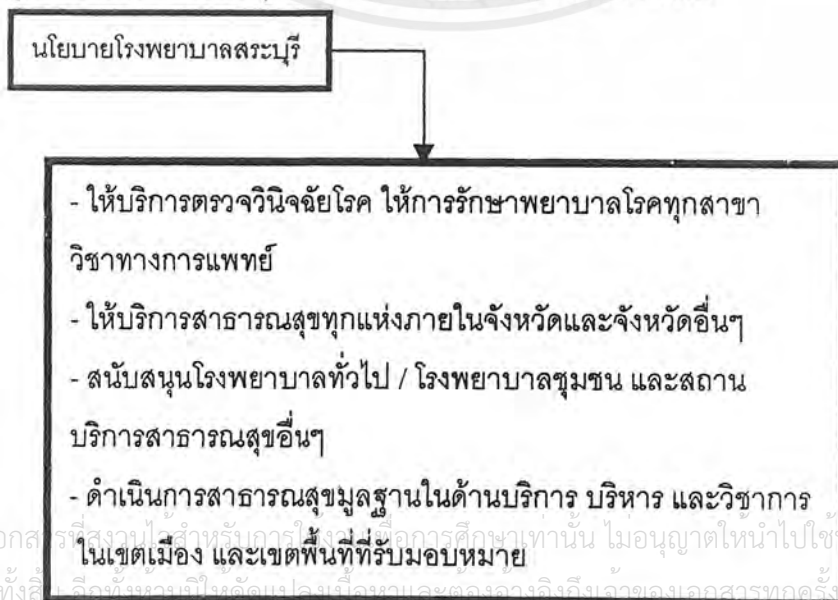 นโยบายโรงพยาบาลสระบุรี
- ให้บริการตรวจวินิจฉัยโรค ให้การรักษาพยาบาลโรคทุกสาขา
วิชาทางการแพทย์
- ให้บริการสาธารณสุขทุกแห่งภายในจังหวัดและจังหวัดอื่นๆ
- สนับสนุนโรงพยาบาลทั่วไป / โรงพยาบาลชุมชน และสถาน
บริการสาธารณสุขอื่นๆ
- ดำเนินการสาธารณสุขมูลฐานในด้านบริการ บริหาร และวิชาการ
ในเขตเมือง และเขตพื้นที่ที่รับมอบหมาย